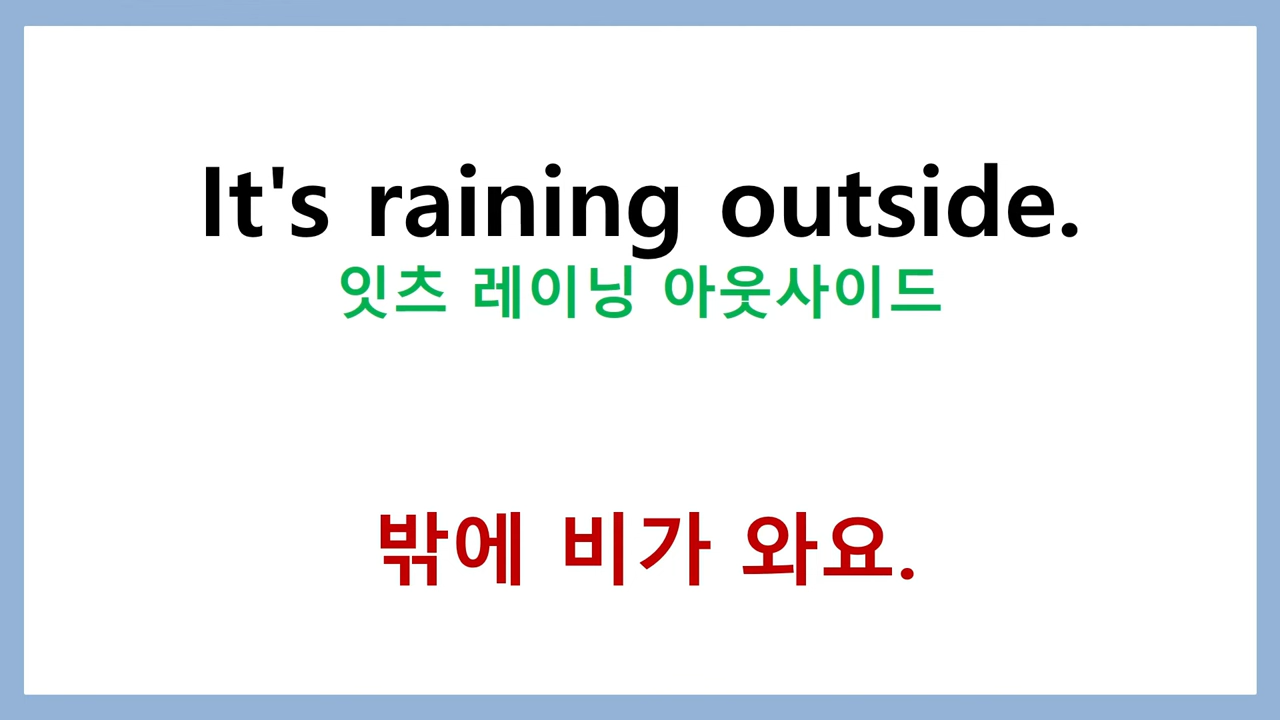 It's raining outside.
잇츠 레이닝 아웃사이드
밖에 비가 와요.